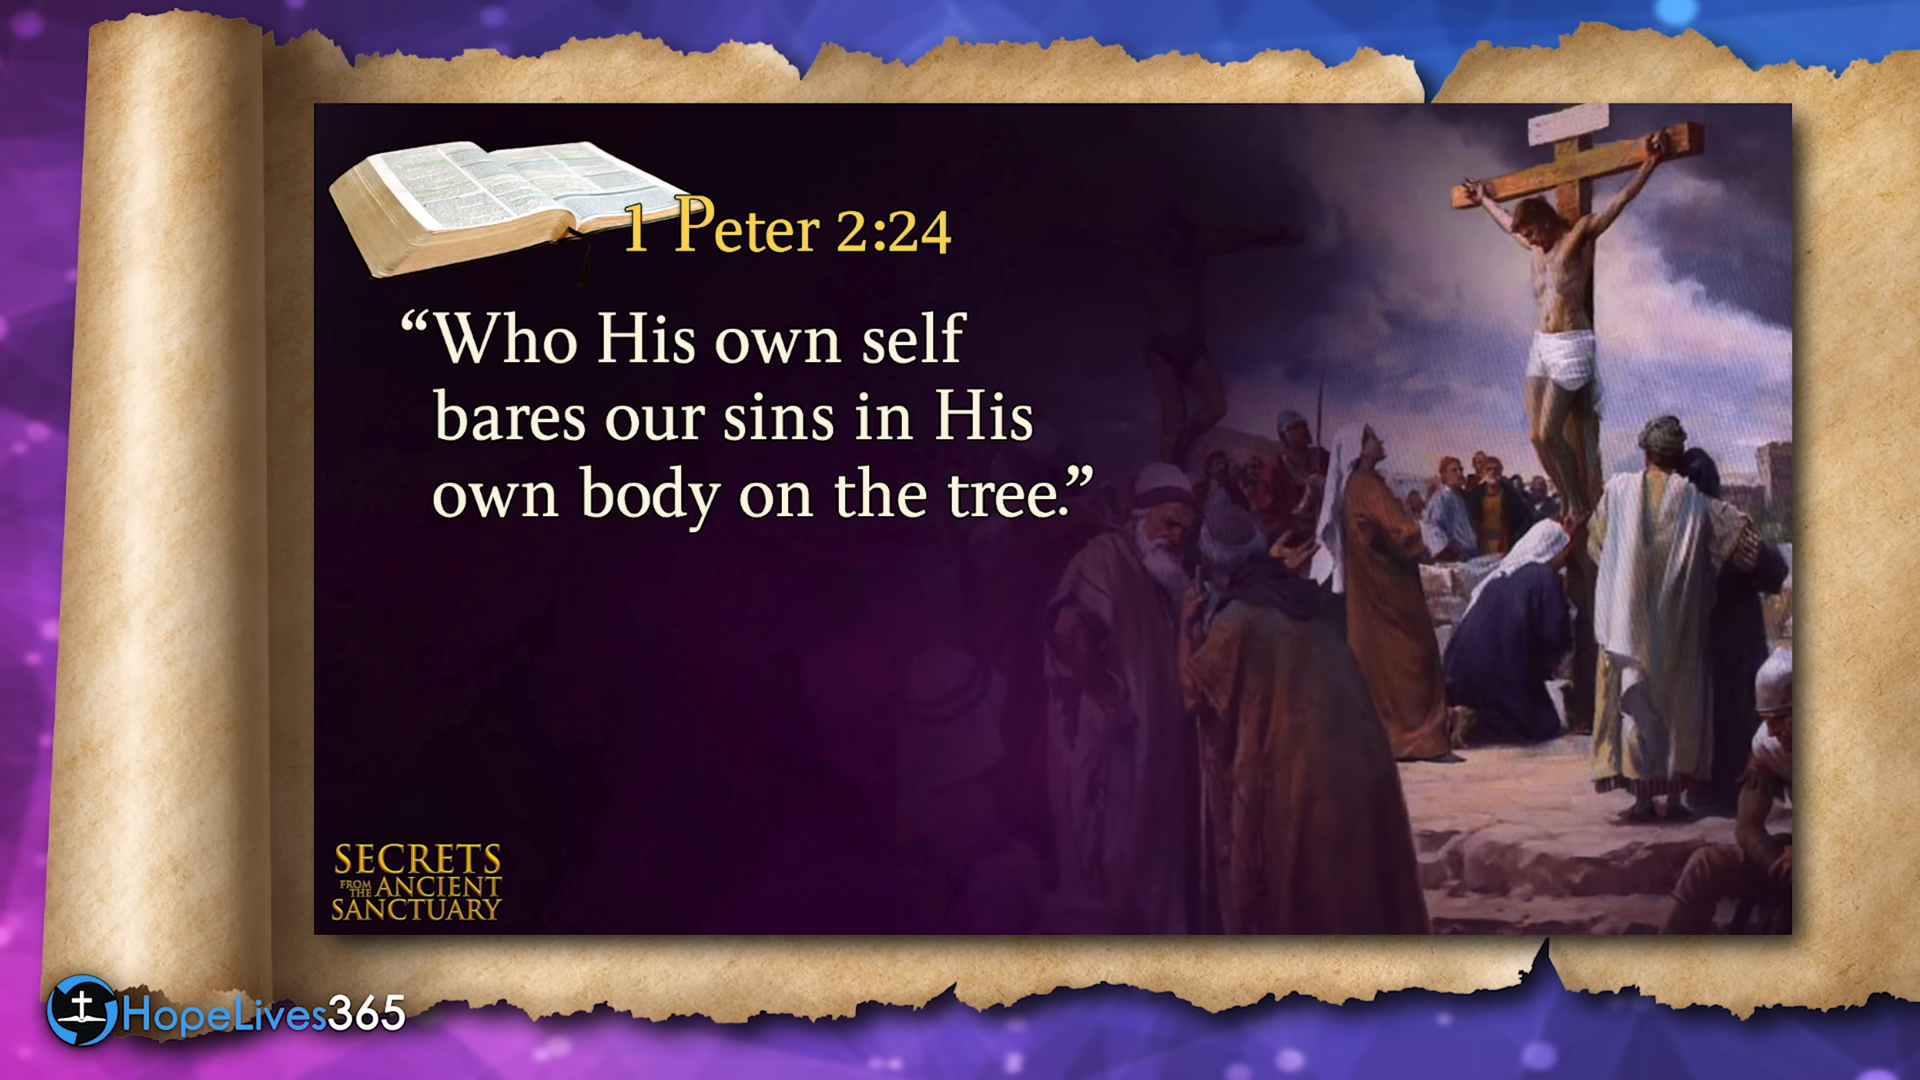 1 Peter 2:24
“Who His own self
bares our sins in His
own body on the tree.”
SECRETS
FROM THE ANCIENT
SANCTUARY
HopeLives365